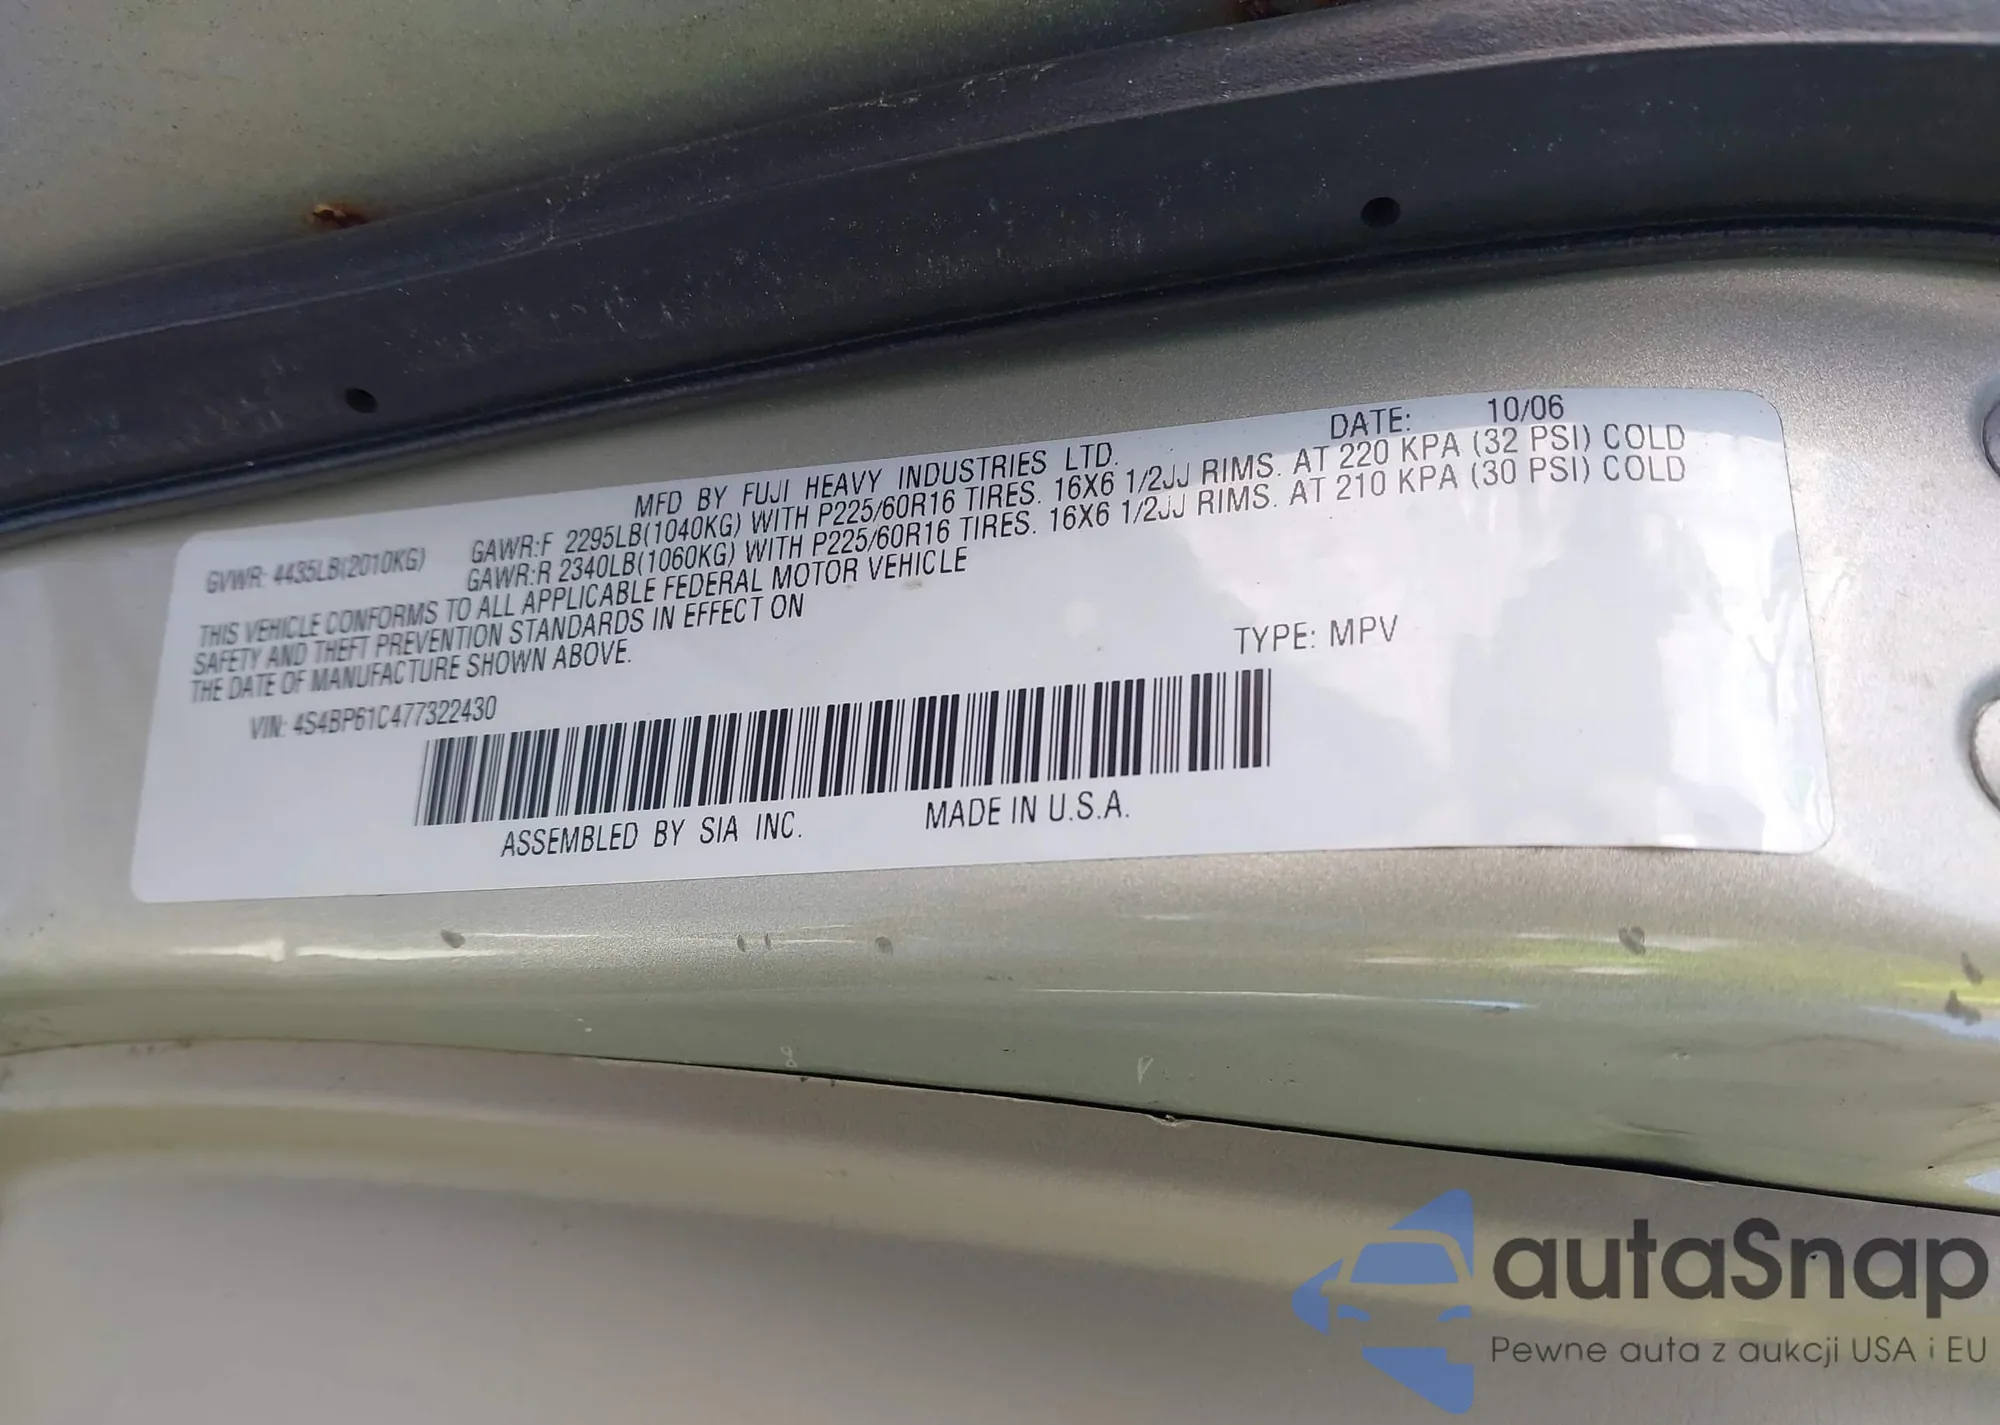 MFD BY FUJI HEAVY INDUSTRIES LTD. DATE: 10/06
GVWR: 4435LB(2010KG) GAWR:F 2295LB(1040KG) WITH P225/60R16 TIRES. 16X6 1/2JJ RIMS. AT 220 KPA (32 PSI) COLD
GAWR:R 2340LB(1060KG) WITH P225/60R16 TIRES. 16X6 1/2JJ RIMS. AT 210 KPA (30 PSI) COLD
THIS VEHICLE CONFORMS TO ALL APPLICABLE FEDERAL MOTOR VEHICLE
SAFETY AND THEFT PREVENTION STANDARDS IN EFFECT ON
THE DATE OF MANUFACTURE SHOWN ABOVE.
VIN: 4S4BP61C477322430 TYPE: MPV
ASSEMBLED BY SIA INC. MADE IN U.S.A.
autaSnap
Pewne auta z aukcji USA i EU